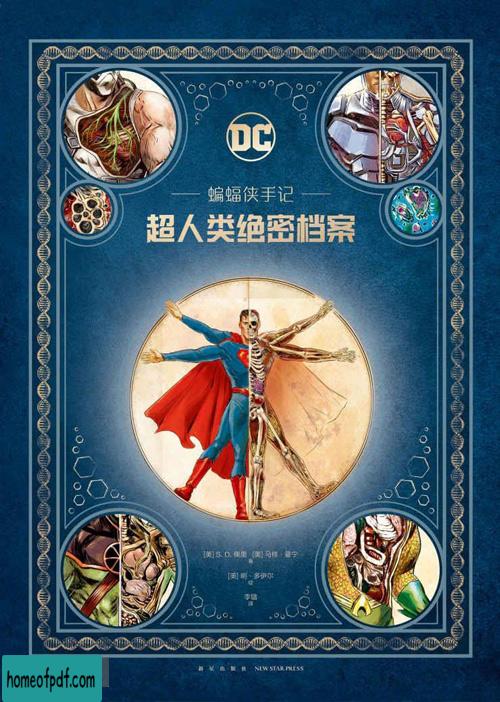 DC
蝙蝠侠手记
超人类绝密档案
[美] S. D. 佩里 [美] 马修·曼宁
著
[英] 明·多伊尔
绘
李镭
译
新星出版社 NEW STAR PRESS
homeofpdf.com